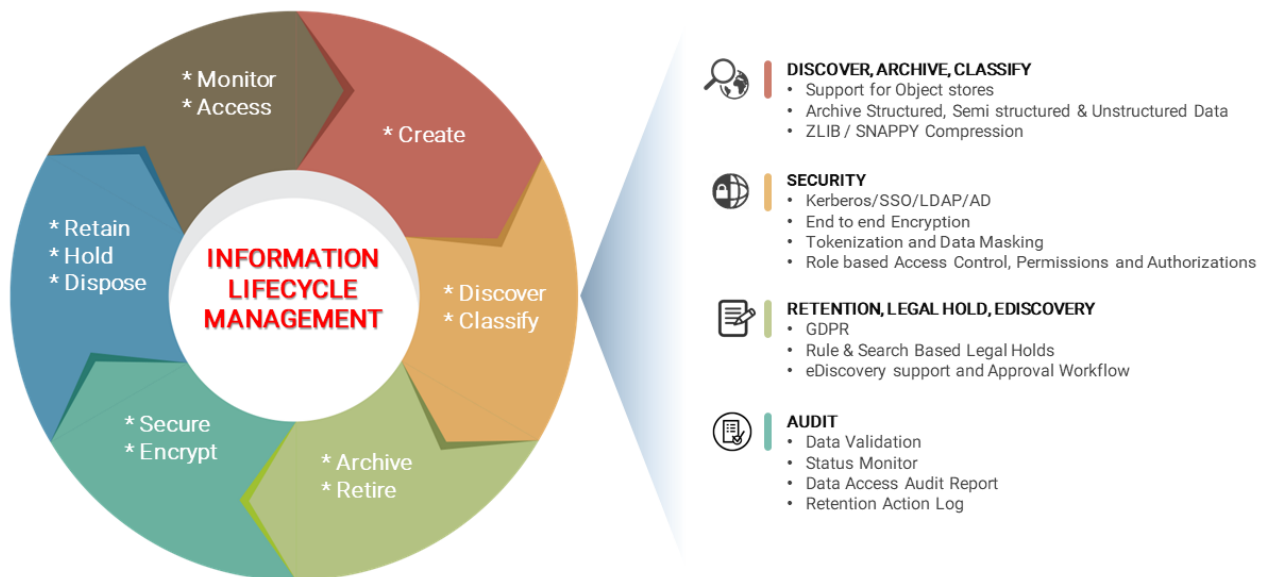 * Monitor
* Access
* Create
* Discover
* Classify
* Archive
* Retire
* Secure
* Encrypt
* Retain
* Hold
* Dispose
INFORMATION
LIFECYCLE
MANAGEMENT
DISCOVER, ARCHIVE, CLASSIFY
• Support for Object stores
• Archive Structured, Semi structured & Unstructured Data
• ZLIB / SNAPPY Compression
SECURITY
• Kerberos/SSO/LDAP/AD
• End to end Encryption
• Tokenization and Data Masking
• Role based Access Control, Permissions and Authorizations
RETENTION, LEGAL HOLD, EDISCOVERY
• GDPR
• Rule & Search Based Legal Holds
• eDiscovery support and Approval Workflow
AUDIT
• Data Validation
• Status Monitor
• Data Access Audit Report
• Retention Action Log